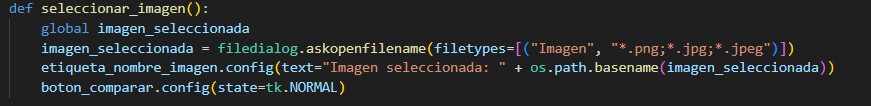 def seleccionar_imagen():
    global imagen_seleccionada
    imagen_seleccionada = filedialog.askopenfilename(filetypes=[("Imagen", "*.png;*.jpg;*.jpeg")])
    etiqueta_nombre_imagen.config(text="Imagen seleccionada: " + os.path.basename(imagen_seleccionada))
    boton_comparar.config(state=tk.NORMAL)